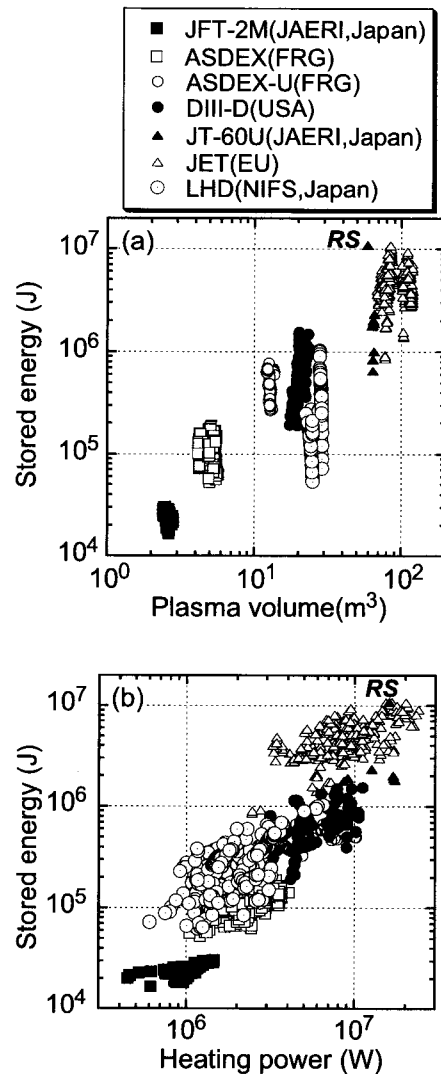 JFT-2M(JAERI,Japan)
ASDEX(FRG)
ASDEX-U(FRG)
DIII-D(USA)
JT-60U(JAERI,Japan)
JET(EU)
LHD(NIFS,Japan)
(a)
RS
10^7
10^6
10^5
10^4
Stored energy (J)
10^0
10^1
10^2
Plasma volume(m^3)
(b)
RS
10^7
10^6
10^5
10^4
Stored energy (J)
10^6
10^7
Heating power (W)